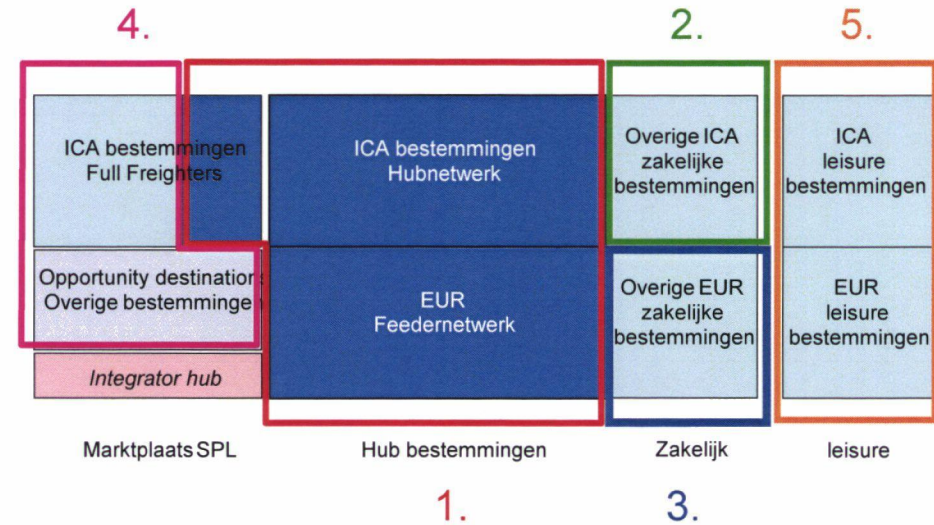 4.
2.
5.
ICA bestemmingen
Full Freighters
ICA bestemmingen
Hubnetwerk
Overige ICA
zakelijke
bestemmingen
ICA
leisure
bestemmingen
Opportunity destinations
Overige bestemmingen
EUR
Feedernetwerk
Overige EUR
zakelijke
bestemmingen
EUR
leisure
bestemmingen
Integrator hub
Marktplaats SPL
Hub bestemmingen
Zakelijk
leisure
1.
3.